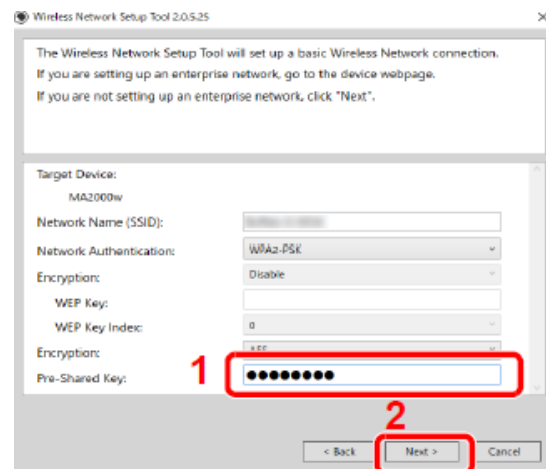 Wireless Network Setup Tool 2.0.5.25
The Wireless Network Setup Tool will set up a basic Wireless Network connection.
If you are setting up an enterprise network, go to the device webpage.
If you are not setting up an enterprise network, click "Next".
Target Device:
MA2000w
Network Name (SSID):
Network Authentication: WPA2-PSK
Encryption: Disable
WEP Key:
WEP Key Index: 0
Encryption: AES
1
Pre-Shared Key: ●●●●●●●●
2
< Back Next > Cancel